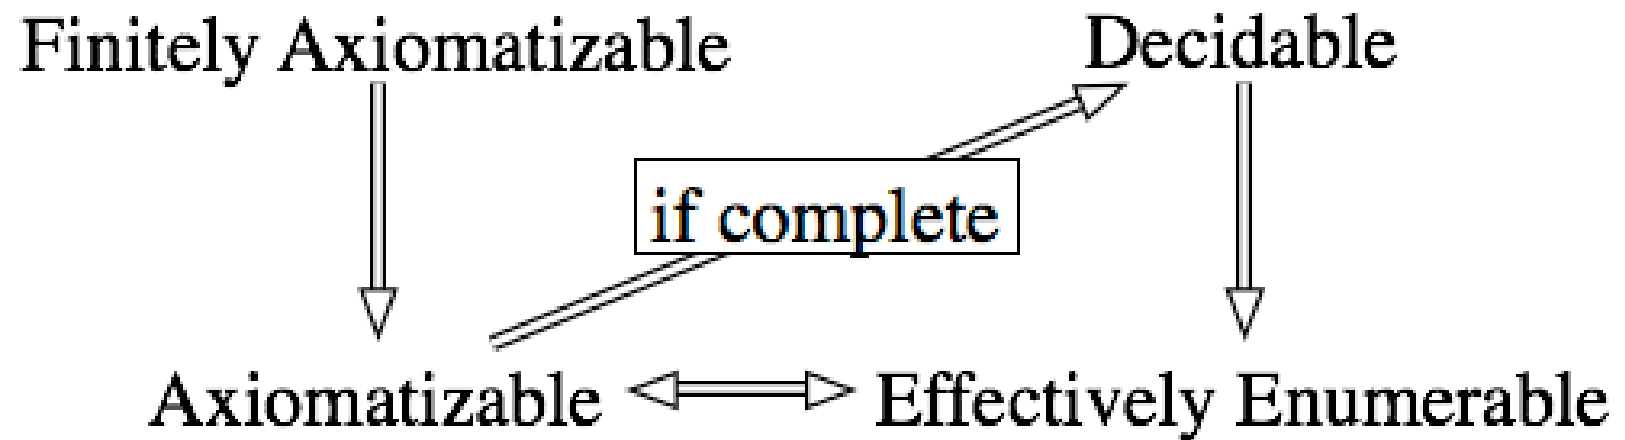 Finitely Axiomatizable
Decidable
if complete
Axiomatizable
Effectively Enumerable